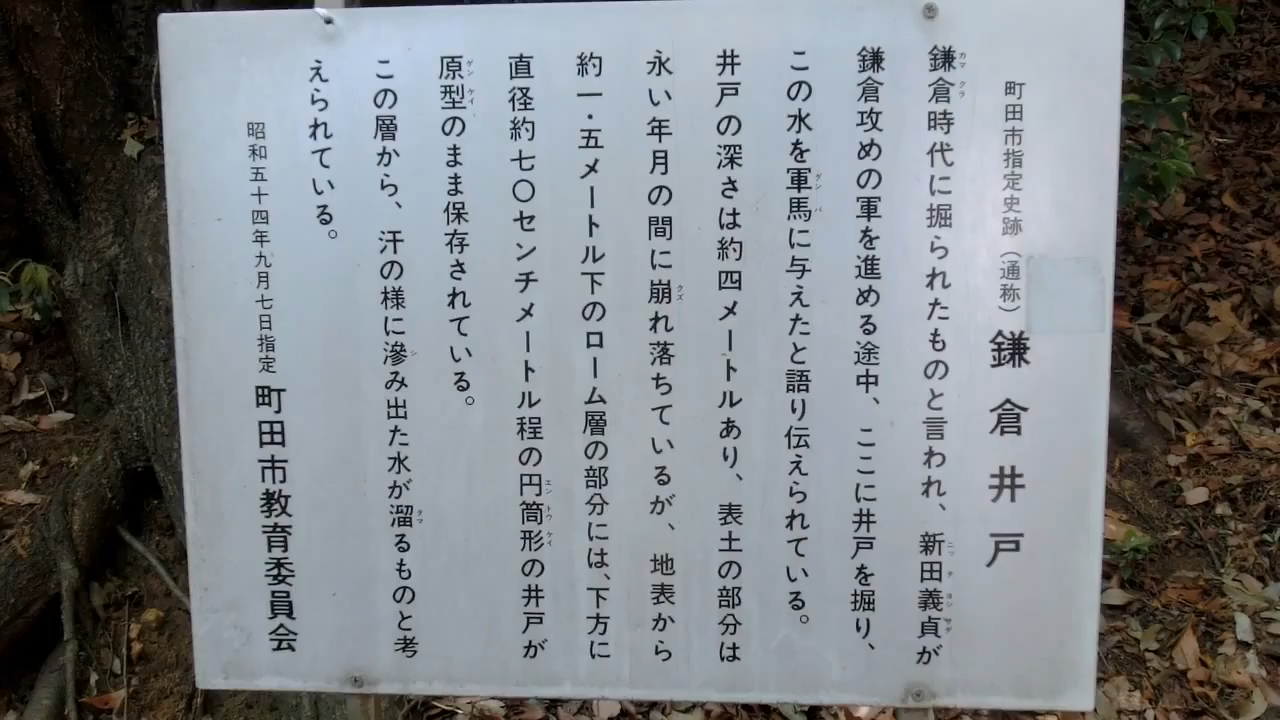 町田市指定史跡（通称）鎌倉井戸
鎌倉時代に掘られたものと言われ、新田義貞が
鎌倉攻めの軍を進める途中、ここに井戸を掘り、
この水を軍馬に与えたと語り伝えられている。
井戸の深さは約四メートルあり、表土の部分は
永い年月の間に崩れ落ちているが、地表から
約一・五メートル下のローム層の部分には、下方に
直径約七〇センチメートル程の円筒形の井戸が
原型のまま保存されている。
この層から、汗の様に滲み出た水が溜るものと考
えられている。
昭和五十四年九月七日指定 町田市教育委員会